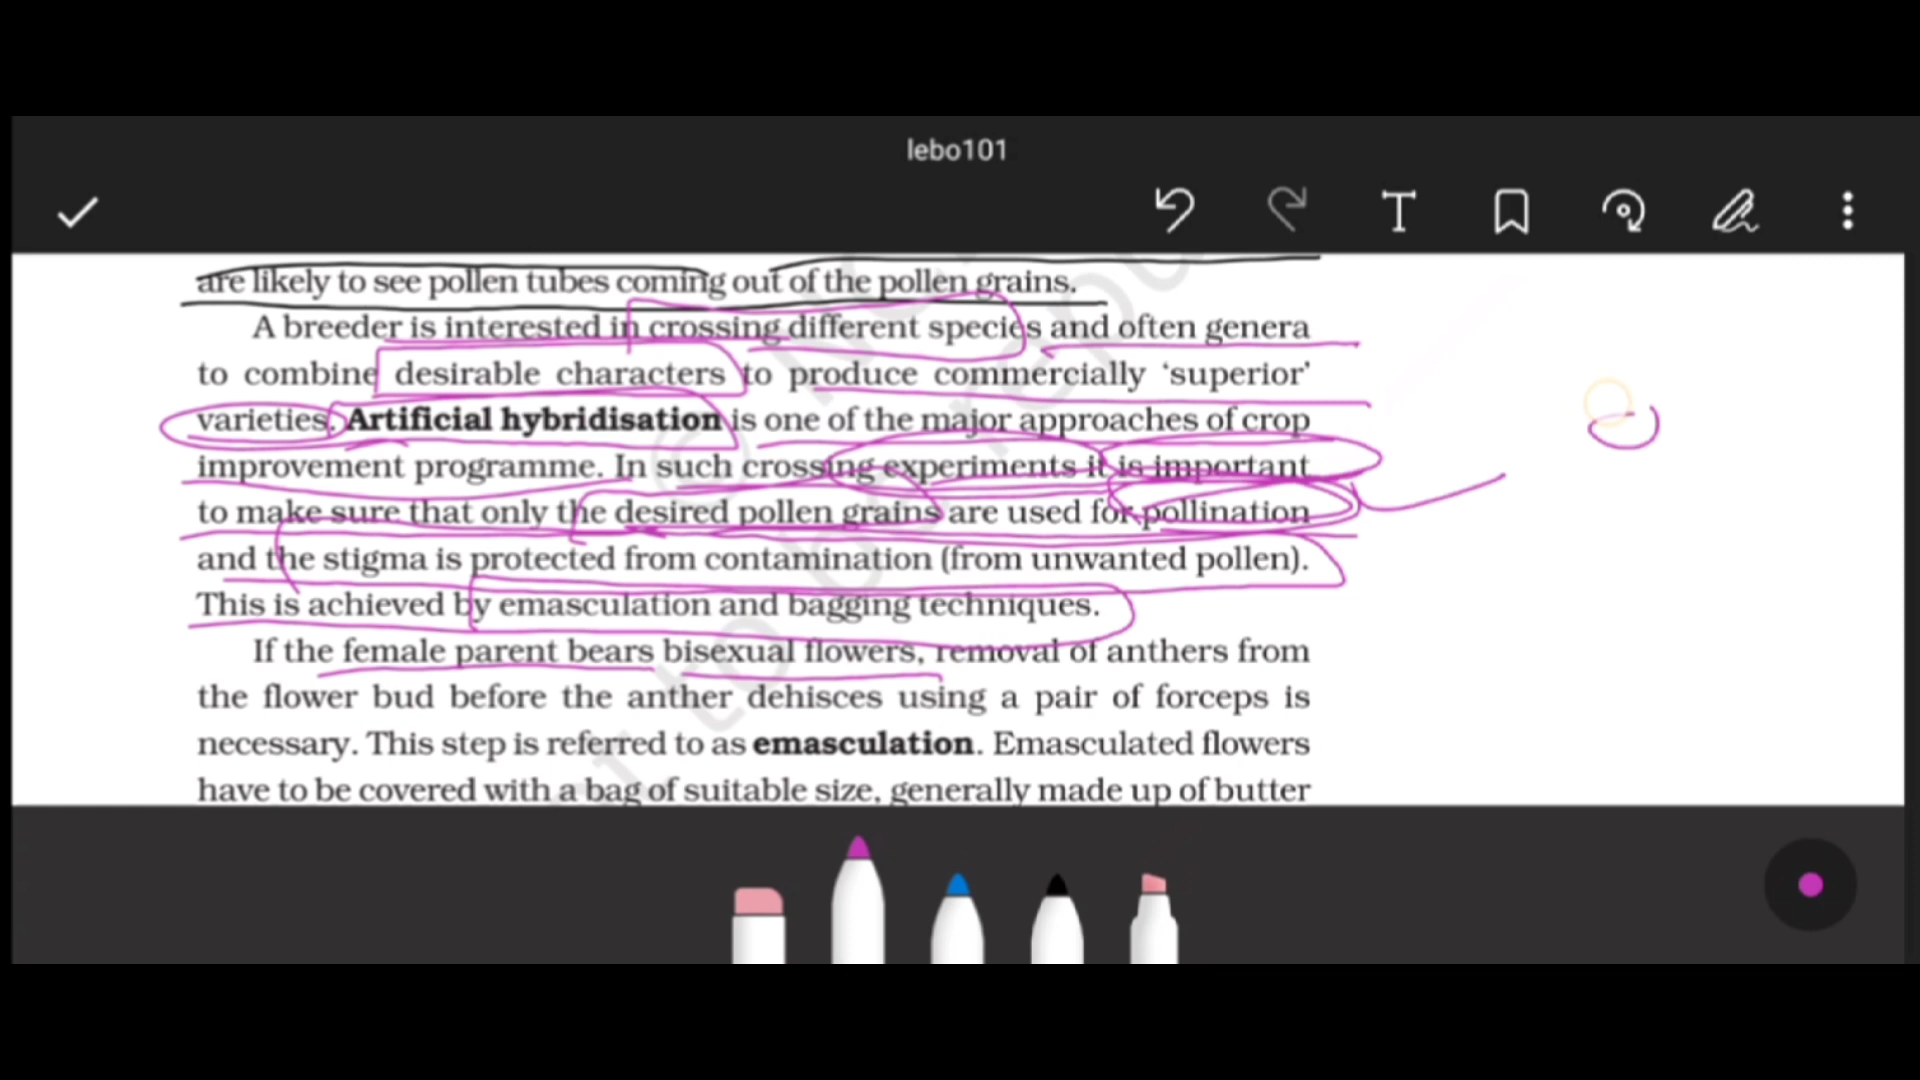 lebo101
T
are likely to see pollen tubes coming out of the pollen grains.
A breeder is interested in crossing different species and often genera
to combine desirable characters to produce commercially ‘superior’
varieties. Artificial hybridisation is one of the major approaches of crop
improvement programme. In such crossing experiments it is important
to make sure that only the desired pollen grains are used for pollination
and the stigma is protected from contamination (from unwanted pollen).
This is achieved by emasculation and bagging techniques.
If the female parent bears bisexual flowers, removal of anthers from
the flower bud before the anther dehisces using a pair of forceps is
necessary. This step is referred to as emasculation. Emasculated flowers
have to be covered with a bag of suitable size, generally made up of butter